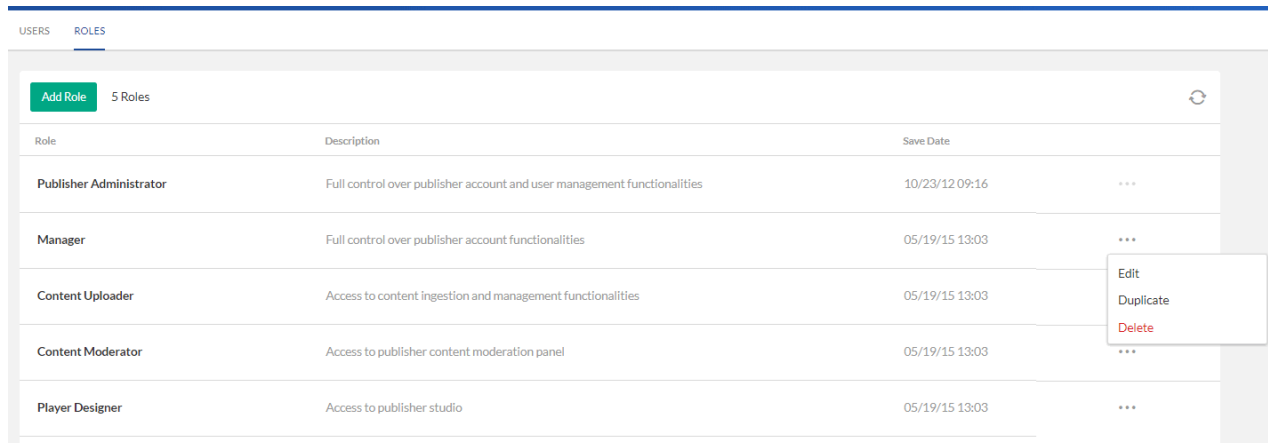 USERS ROLES
Add Role 5 Roles
Role Description Save Date
Publisher Administrator Full control over publisher account and user management functionalities 10/23/12 09:16
Manager Full control over publisher account functionalities 05/19/15 13:03
Edit
Content Uploader Access to content ingestion and management functionalities 05/19/15 13:03
Duplicate
Delete
Content Moderator Access to publisher content moderation panel 05/19/15 13:03
Player Designer Access to publisher studio 05/19/15 13:03